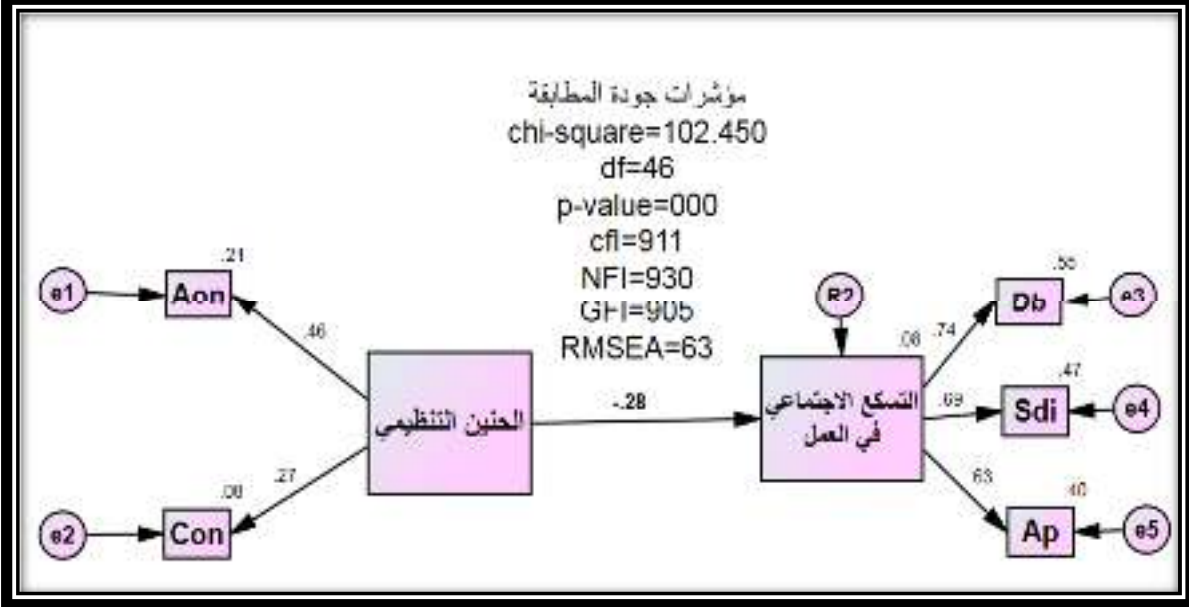 مؤشرات جودة المطابقة
chi-square=102.450
df=46
p-value=000
cfl=911
NFI=930
GFI=905
RMSEA=63
.21
e1
Aon
.46
R2
.08
.74
.55
Db
e3
الحنين التنظيمي
-.28
التسكع الاجتماعي
في العمل
.69
.47
Sdi
e4
.27
.08
e2
Con
.63
.40
Ap
e5